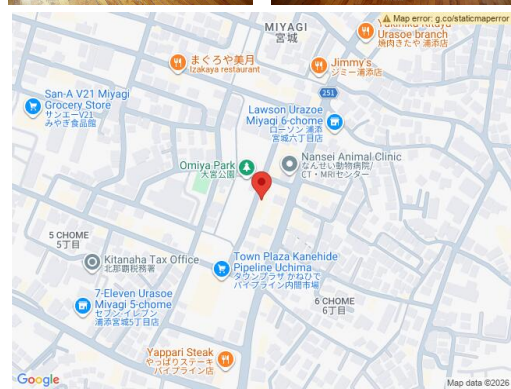 ⚠ Map error: g.co/staticmaperror
Urasoe branch
焼肉きたや 浦添店
MIYAGI
宮城
まぐろや美月
Izakaya restaurant
Jimmy's
ジミー浦添店
251
San-A V21 Miyagi
Grocery Store
サンエーV21
みやぎ食品館
Lawson Urazoe
Miyagi 6-chome
ローソン 浦添
宮城六丁目店
Omiya Park
大宮公園
Nansei Animal Clinic
なんせい動物病院/
CT・MRIセンター
5 CHOME
5丁目
Kitanaha Tax Office
北那覇税務署
Town Plaza Kanehide
Pipeline Uchima
タウンプラザ かねひで
パイプライン内間市場
7-Eleven Urasoe
Miyagi 5-chome
セブン-イレブン
浦添宮城5丁目店
6 CHOME
6丁目
Yappari Steak
やっぱりステーキ
パイプライン店
Google
Map data ©2026